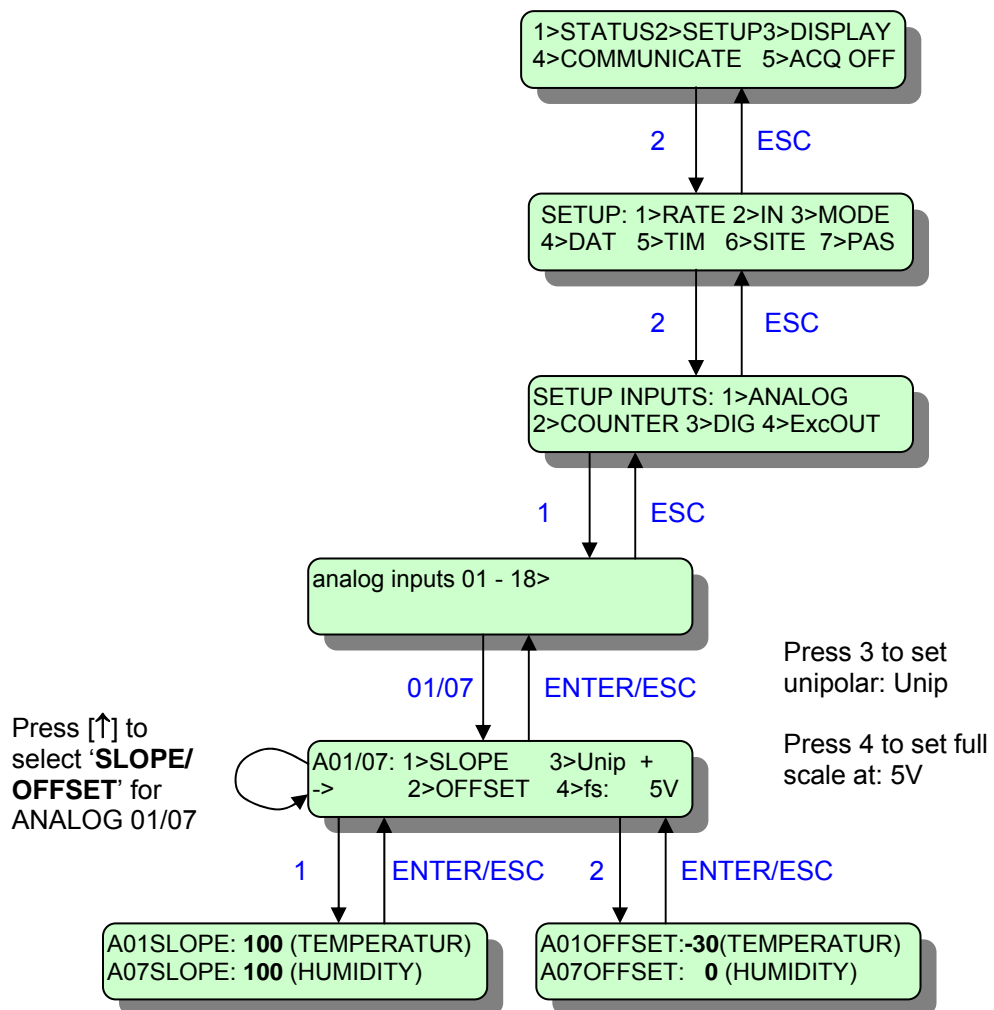 1>STATUS2>SETUP3>DISPLAY
4>COMMUNICATE 5>ACQ OFF
2 ESC
SETUP: 1>RATE 2>IN 3>MODE
4>DAT 5>TIM 6>SITE 7>PAS
2 ESC
SETUP INPUTS: 1>ANALOG
2>COUNTER 3>DIG 4>ExcOUT
1 ESC
analog inputs 01 - 18>
01/07 ENTER/ESC
Press 3 to set
unipolar: Unip
Press 4 to set full
scale at: 5V
Press [↑] to
select ‘SLOPE/
OFFSET’ for
ANALOG 01/07
A01/07: 1>SLOPE 3>Unip +
-> 2>OFFSET 4>fs: 5V
1 ENTER/ESC 2 ENTER/ESC
A01SLOPE: 100 (TEMPERATUR)
A07SLOPE: 100 (HUMIDITY)
A01OFFSET:-30(TEMPERATUR)
A07OFFSET: 0 (HUMIDITY)